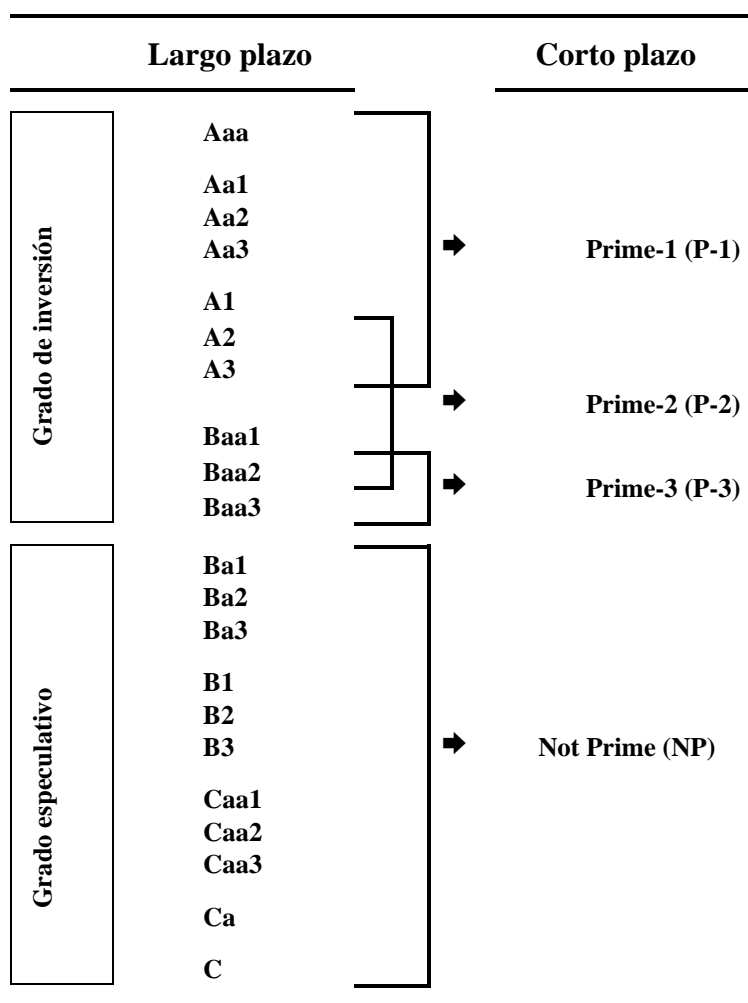 Largo plazo Corto plazo
Grado de inversión
Aaa
Aa1
Aa2
Aa3 Prime-1 (P-1)
A1
A2
A3
Prime-2 (P-2)
Baa1
Baa2
Prime-3 (P-3)
Baa3
Grado especulativo
Ba1
Ba2
Ba3
B1
B2
B3 Not Prime (NP)
Caa1
Caa2
Caa3
Ca
C